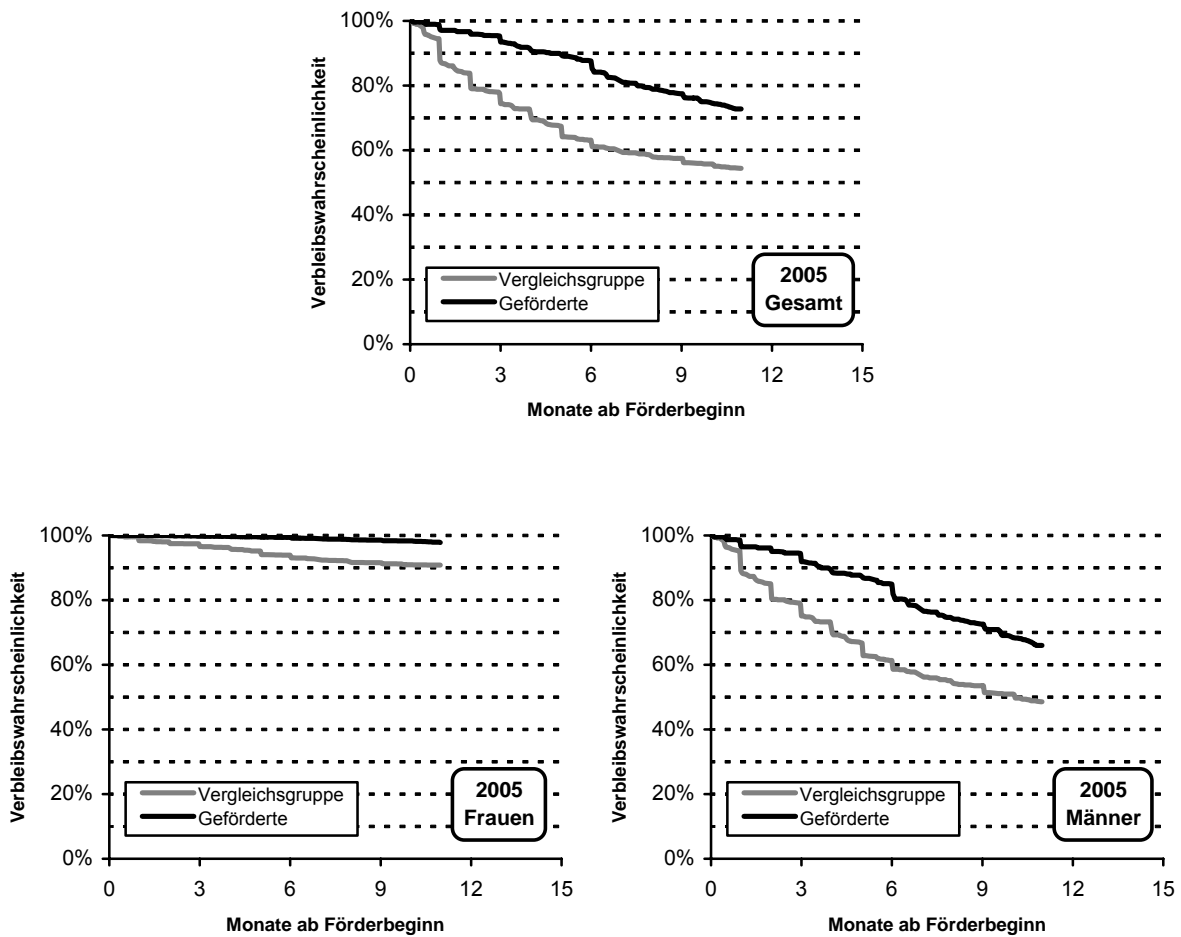 Verbleibswahrscheinlichkeit
100%
80%
60%
40%
20%
0%
Vergleichsgruppe
Geförderte
2005
Gesamt
0 3 6 9 12 15
Monate ab Förderbeginn
Verbleibswahrscheinlichkeit
100%
80%
60%
40%
20%
0%
Vergleichsgruppe
Geförderte
2005
Frauen
0 3 6 9 12 15
Monate ab Förderbeginn
Verbleibswahrscheinlichkeit
100%
80%
60%
40%
20%
0%
Vergleichsgruppe
Geförderte
2005
Männer
0 3 6 9 12 15
Monate ab Förderbeginn